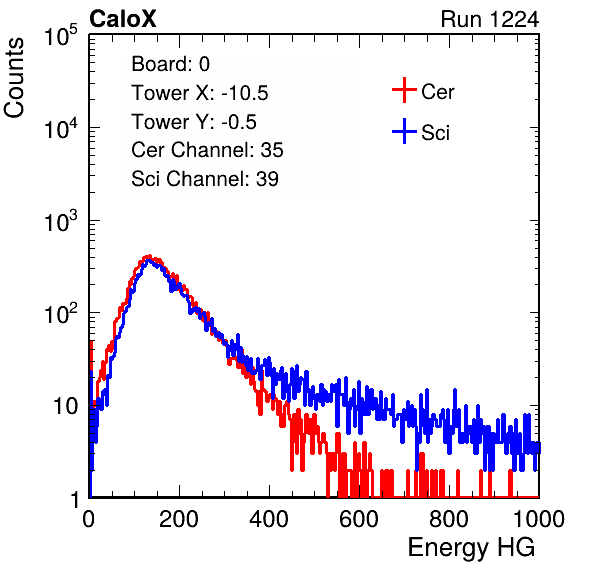 CaloX Run 1224
Counts
10^5
10^4
10^3
10^2
10
1
Board: 0
Tower X: -10.5
Tower Y: -0.5
Cer Channel: 35
Sci Channel: 39
Cer
Sci
0 200 400 600 800 1000
Energy HG